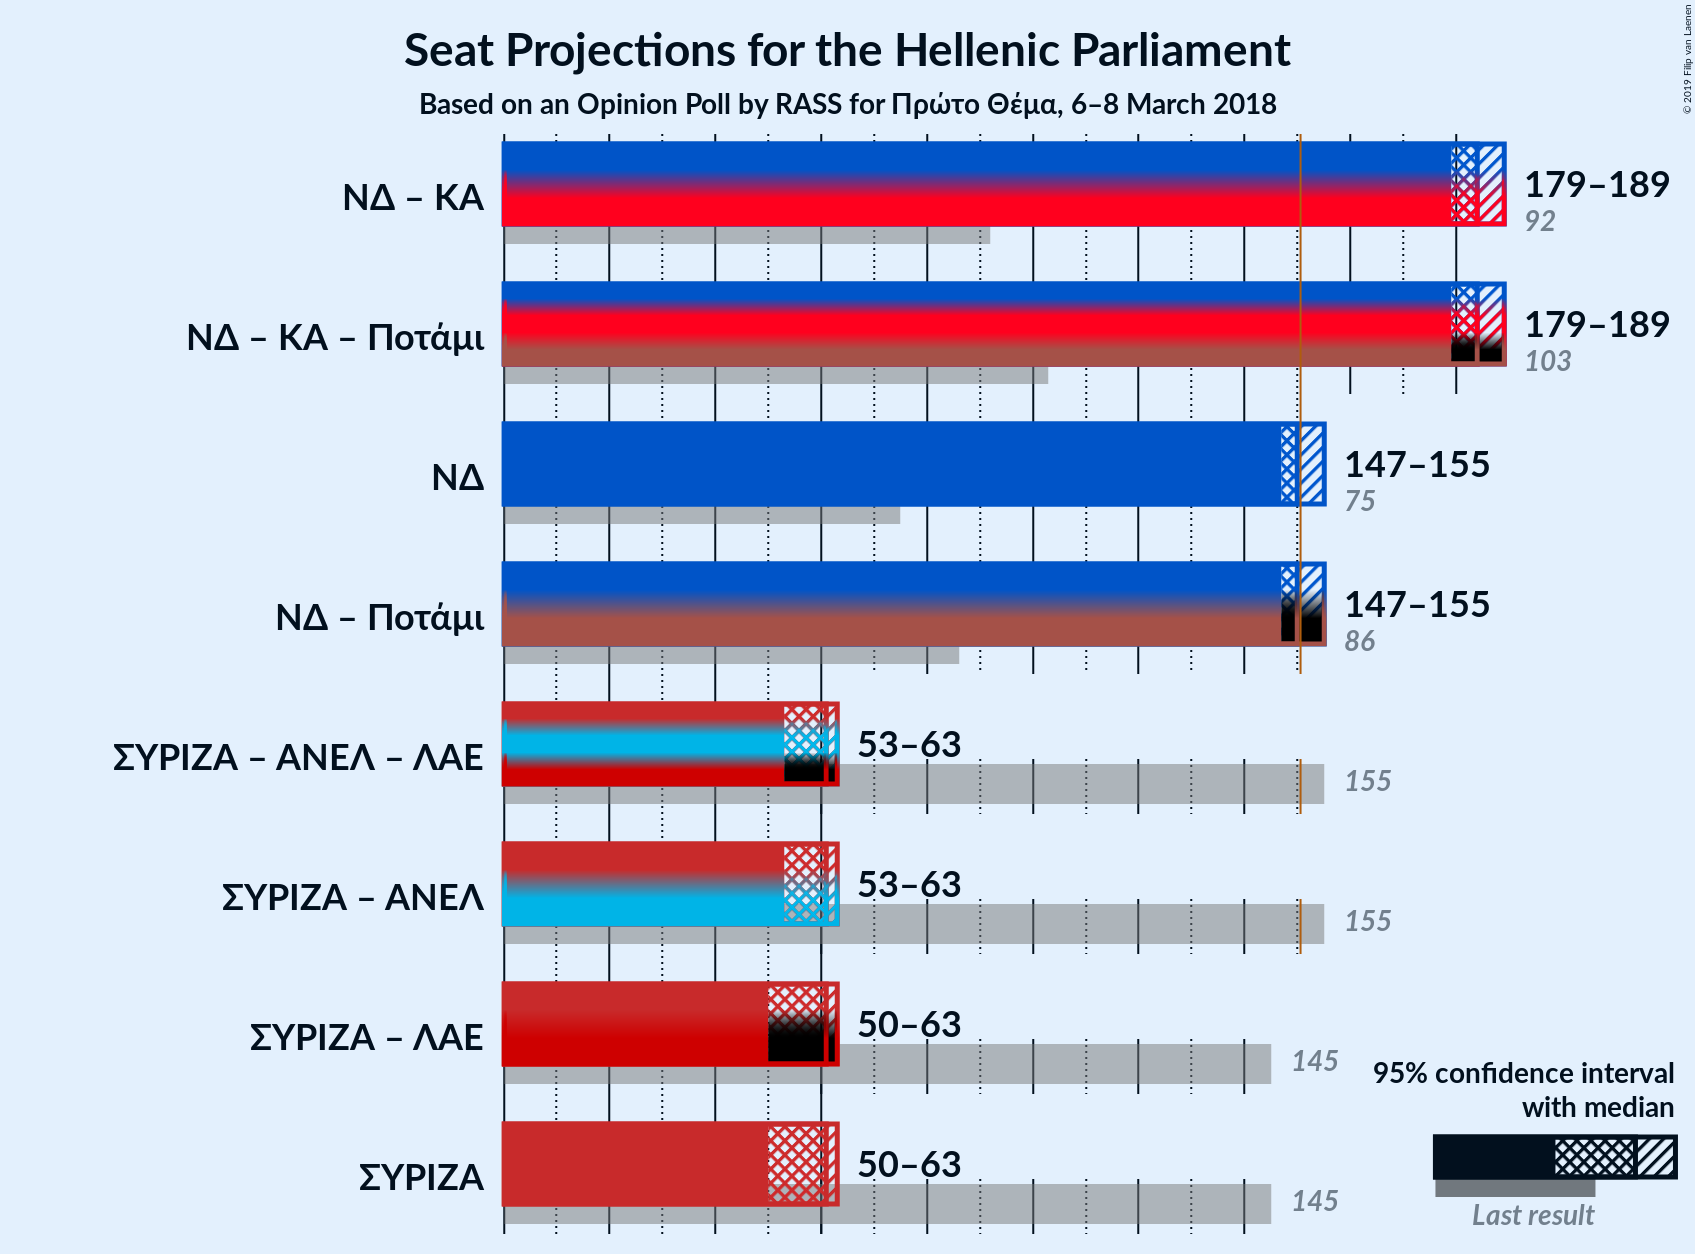 Seat Projections for the Hellenic Parliament
Based on an Opinion Poll by RASS for Πρώτο Θέμα, 6–8 March 2018
© 2019 Filip van Laenen
ΝΔ – ΚΑ
179–189
92
ΝΔ – ΚΑ – Ποτάμι
179–189
103
ΝΔ
147–155
75
ΝΔ – Ποτάμι
147–155
86
ΣΥΡΙΖΑ – ΑΝΕΛ – ΛΑΕ
53–63
155
ΣΥΡΙΖΑ – ΑΝΕΛ
53–63
155
ΣΥΡΙΖΑ – ΛΑΕ
50–63
145
ΣΥΡΙΖΑ
50–63
145
95% confidence interval
with median
Last result